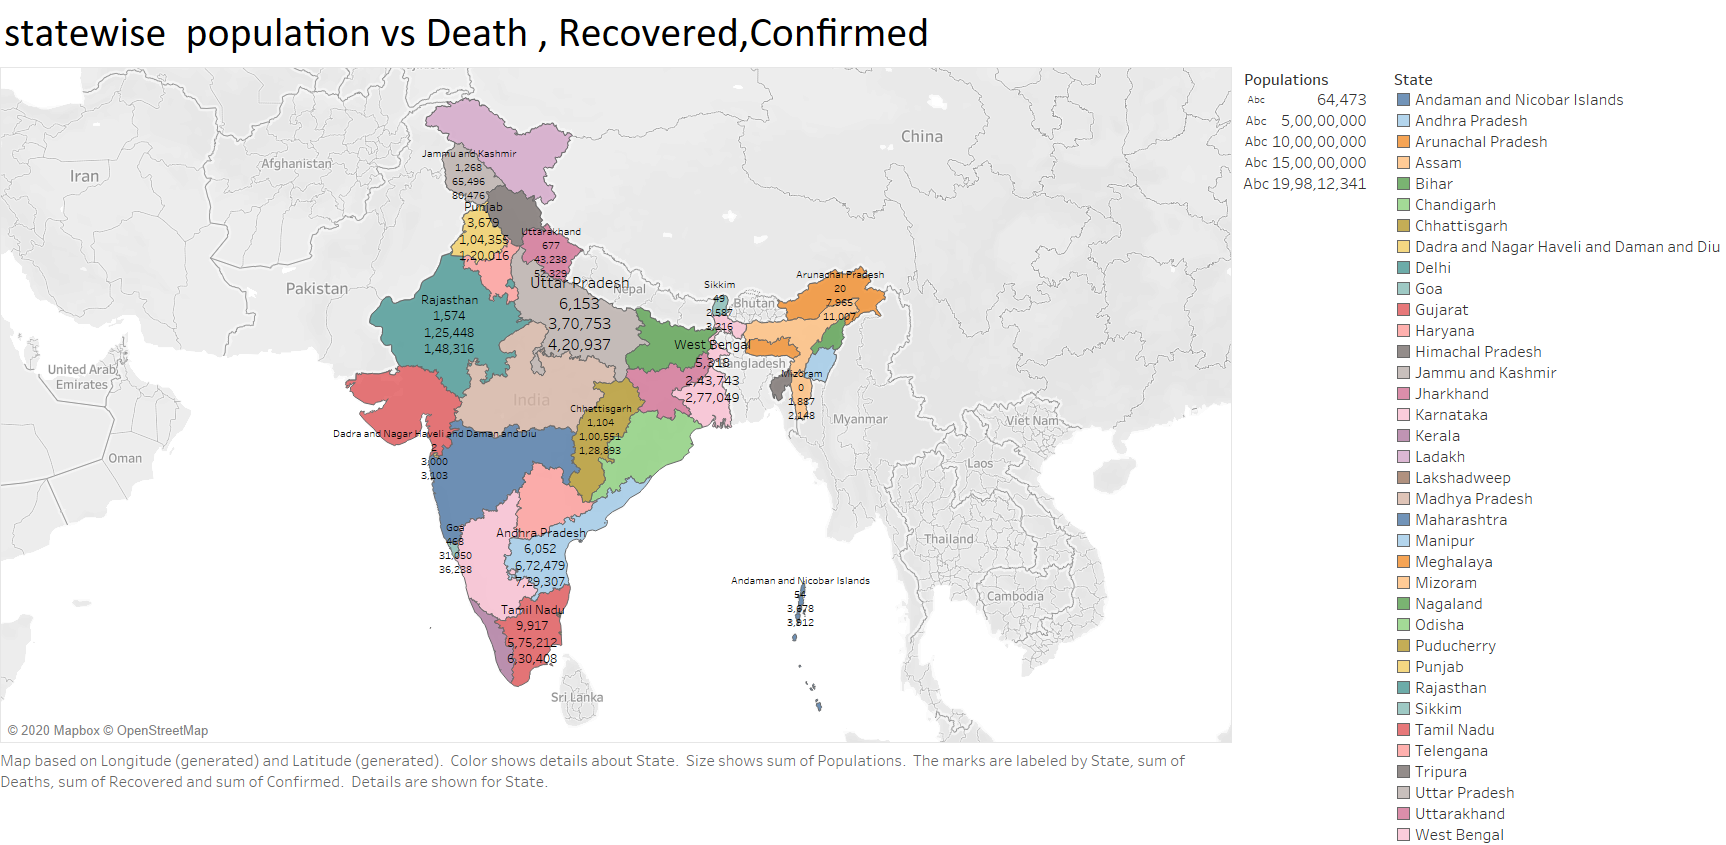 statewise  population vs Death , Recovered,Confirmed
Iran
Afghanistan
China
Pakistan
Nepal
Bhutan
United Arab
Emirates
Oman
India
Bangladesh
Myanmar
Viet Nam
Laos
Thailand
Cambodia
Sri Lanka
Jammu and Kashmir
1,268
65,496
80,476
Punjab
3,679
1,04,355
1,20,016
Uttarakhand
677
43,238
52,329
Uttar Pradesh
6,153
3,70,753
4,20,937
Rajasthan
1,574
1,25,448
1,48,316
Sikkim
49
2,587
3,216
Arunachal Pradesh
20
7,965
11,007
West Bengal
5,318
2,43,743
2,77,049
Mizoram
0
1,887
2,148
Chhattisgarh
1,104
1,00,551
1,28,893
Dadra and Nagar Haveli and Daman and Diu
2
3,000
3,103
Goa
468
31,050
36,238
Andhra Pradesh
6,052
6,72,479
7,29,307
Tamil Nadu
9,917
5,75,212
6,30,408
Andaman and Nicobar Islands
54
3,678
3,912
© 2020 Mapbox © OpenStreetMap
Map based on Longitude (generated) and Latitude (generated).  Color shows details about State.  Size shows sum of Populations.  The marks are labeled by State, sum of
Deaths, sum of Recovered and sum of Confirmed.  Details are shown for State.
Populations
Abc 64,473
Abc 5,00,00,000
Abc 10,00,00,000
Abc 15,00,00,000
Abc 19,98,12,341
State
Andaman and Nicobar Islands
Andhra Pradesh
Arunachal Pradesh
Assam
Bihar
Chandigarh
Chhattisgarh
Dadra and Nagar Haveli and Daman and Diu
Delhi
Goa
Gujarat
Haryana
Himachal Pradesh
Jammu and Kashmir
Jharkhand
Karnataka
Kerala
Ladakh
Lakshadweep
Madhya Pradesh
Maharashtra
Manipur
Meghalaya
Mizoram
Nagaland
Odisha
Puducherry
Punjab
Rajasthan
Sikkim
Tamil Nadu
Telengana
Tripura
Uttar Pradesh
Uttarakhand
West Bengal